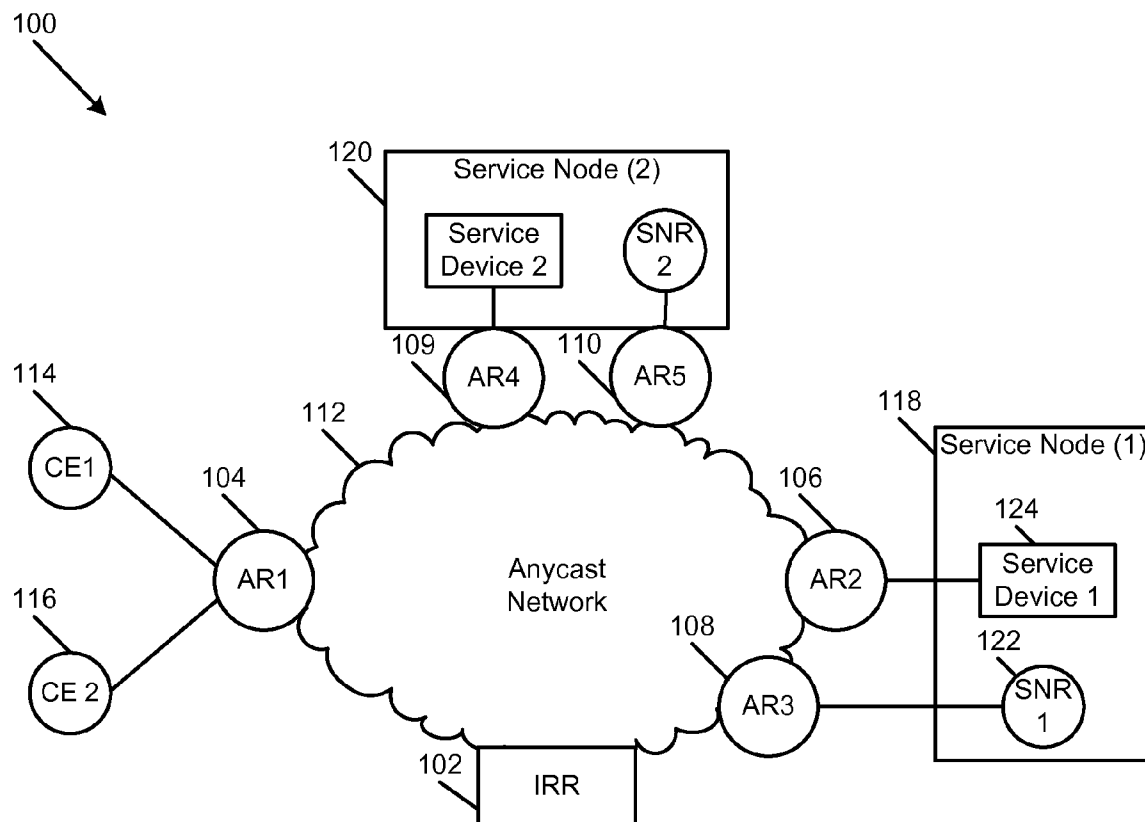 100
120
Service Node (2)
Service
Device 2
SNR
2
109
110
AR4
AR5
114
112
118
CE1
Service Node (1)
104
106
124
AR1
Anycast
Network
AR2
Service
Device 1
116
108
122
CE 2
AR3
SNR
1
102
IRR